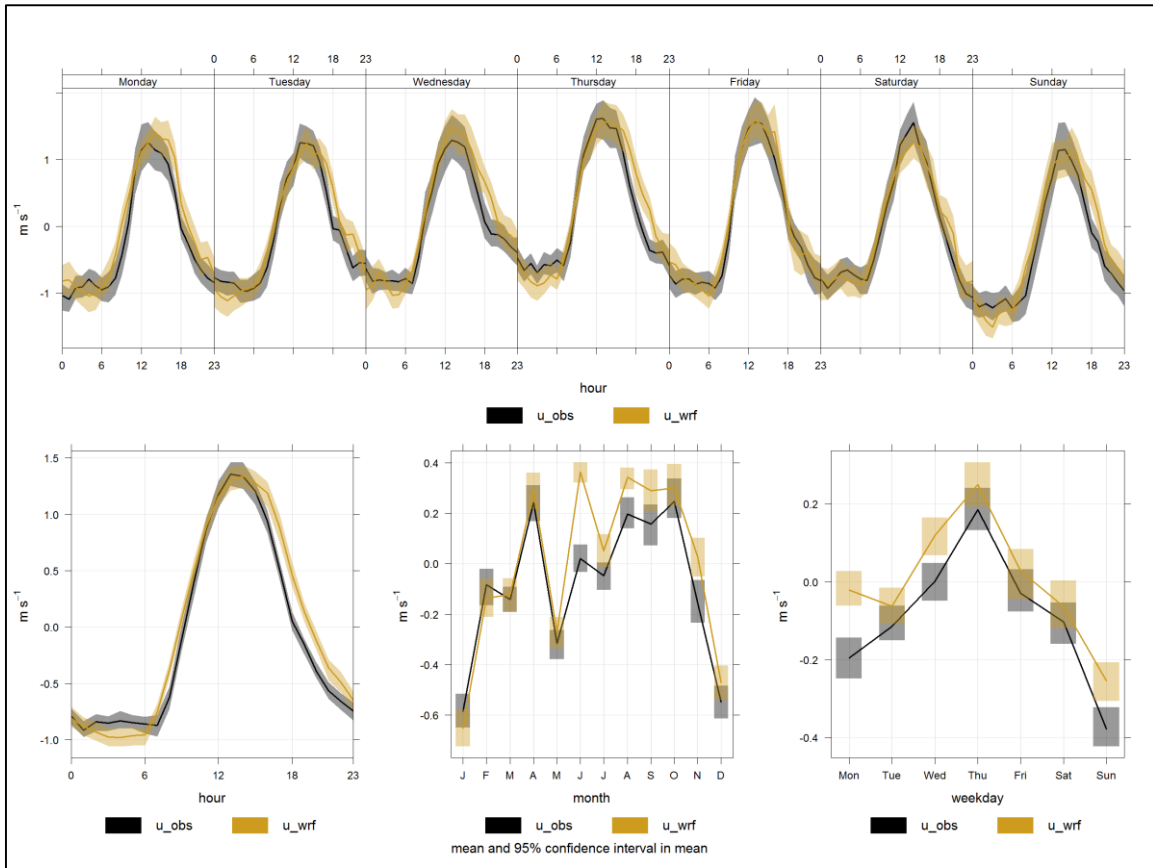 0 12 23 0 12 23 0 12 23
6 18 6 18 6 18
Monday Tuesday Wednesday Thursday Friday Saturday Sunday
1
0
-1
m s⁻¹
0 6 12 18 23 0 6 12 18 23 0 6 12 18 23 0 6 12 18 23
hour
u_obs u_wrf
1.5
1.0
0.5
0.0
-0.5
-1.0
m s⁻¹
0 6 12 18 23
hour
u_obs u_wrf
0.4
0.2
0.0
-0.2
-0.4
-0.6
m s⁻¹
J F M A M J J A S O N D
month
u_obs u_wrf
0.2
0.0
-0.2
-0.4
m s⁻¹
Mon Tue Wed Thu Fri Sat Sun
weekday
u_obs u_wrf
mean and 95% confidence interval in mean